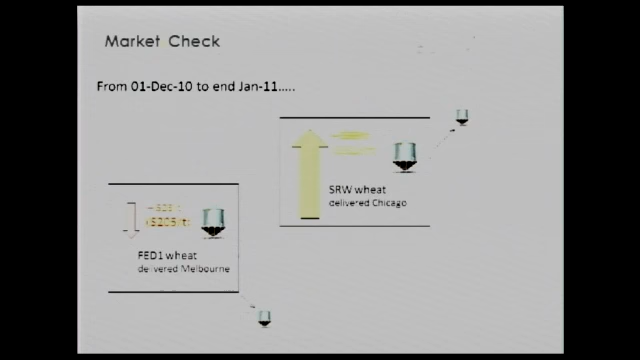 Market Check
From 01-Dec-10 to end Jan-11.....
SRW wheat
delivered Chicago
($205/t)
FED1 wheat
delivered Melbourne